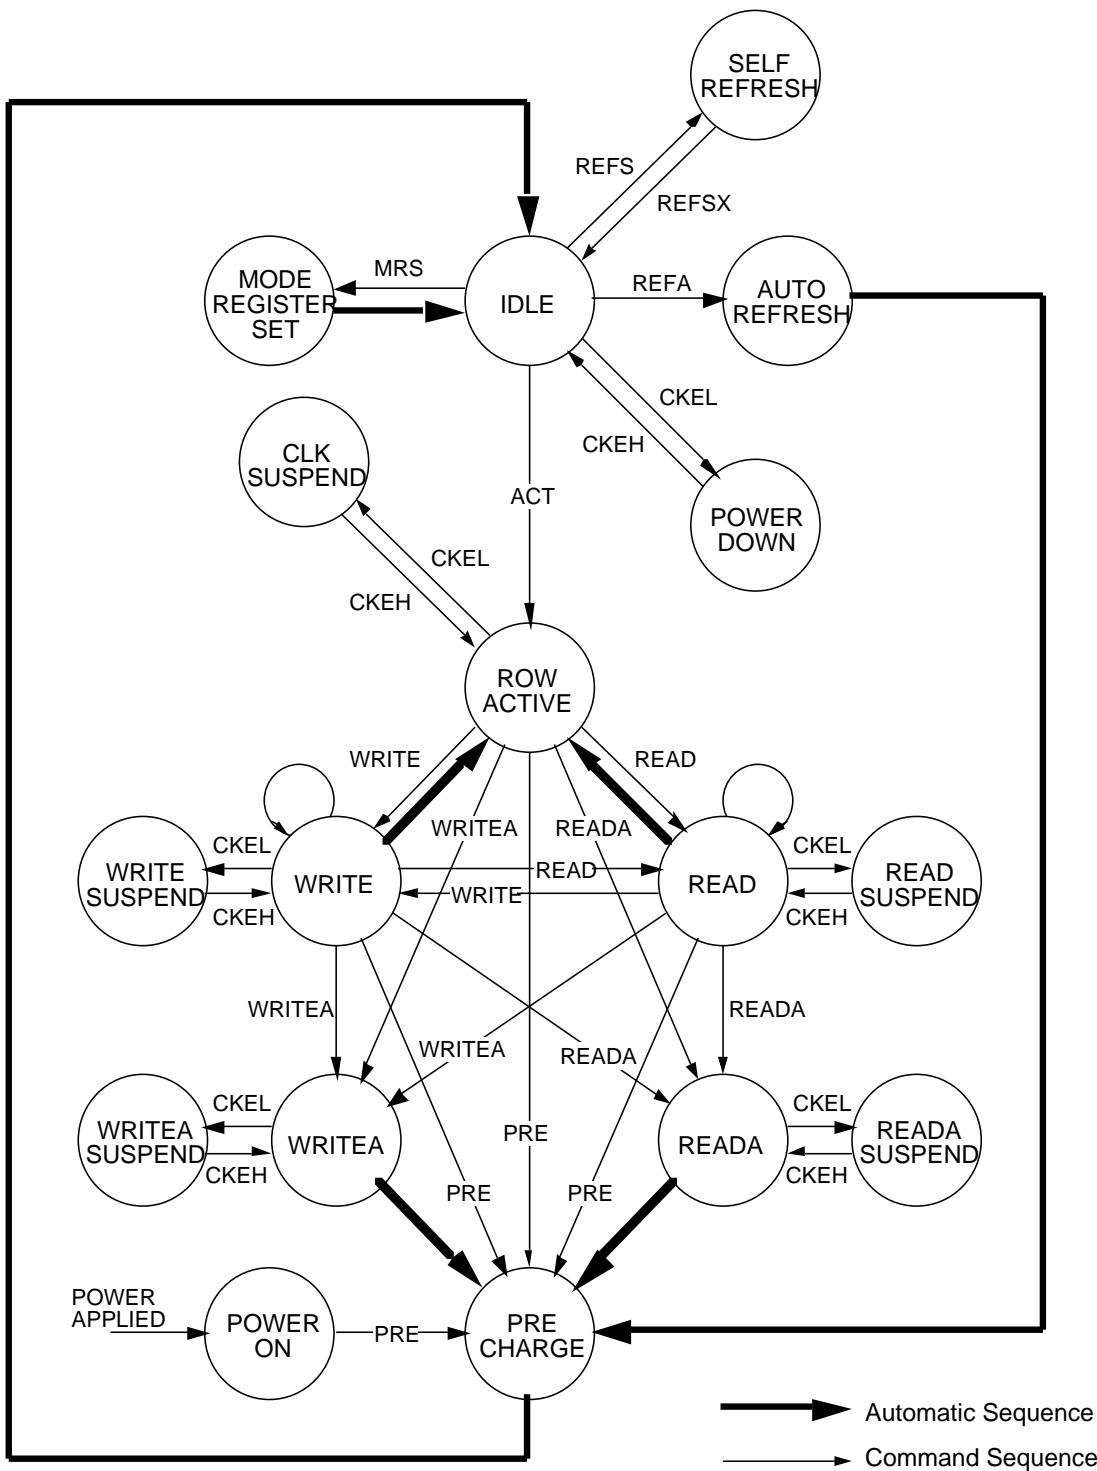 SELF
REFRESH
REFS
REFSX
MODE
REGISTER
SET
MRS
IDLE
REFA
AUTO
REFRESH
CKEL
CKEH
CLK
SUSPEND
ACT
POWER
DOWN
CKEL
CKEH
ROW
ACTIVE
WRITE
READ
WRITEA
READA
WRITE
SUSPEND
CKEL
CKEH
WRITE
READ
WRITE
READ
CKEL
CKEH
READ
SUSPEND
WRITEA
READA
WRITEA
READA
WRITEA
SUSPEND
CKEL
CKEH
WRITEA
PRE
READA
CKEL
CKEH
READA
SUSPEND
PRE
PRE
POWER
APPLIED
POWER
ON
PRE
PRE
CHARGE
Automatic Sequence
Command Sequence